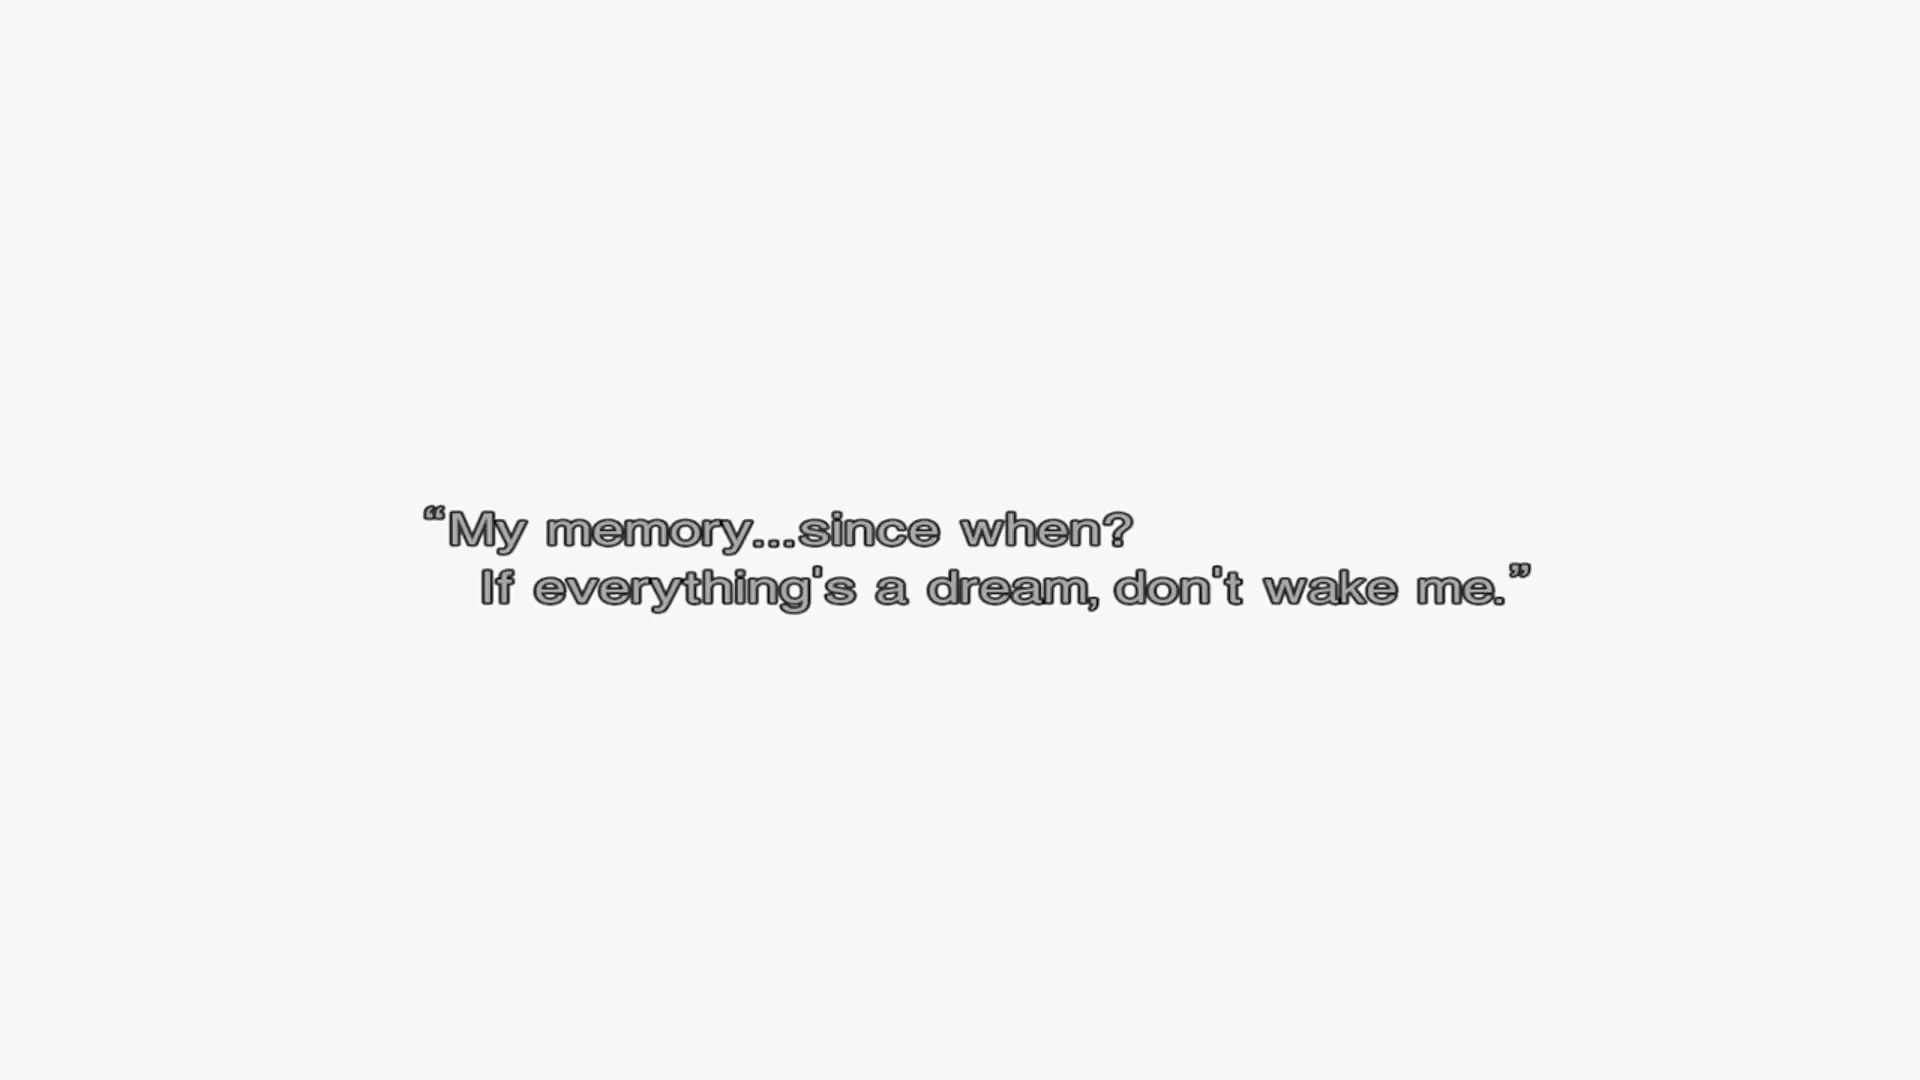 “My memory...since when?
If everything's a dream, don't wake me.”